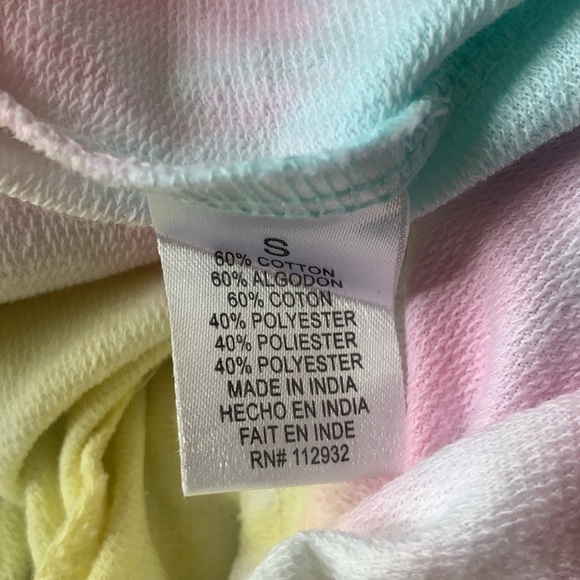 S
60% COTTON
60% ALGODON
60% COTON
40% POLYESTER
40% POLIESTER
40% POLYESTER
MADE IN INDIA
HECHO EN INDIA
FAIT EN INDE
RN# 112932